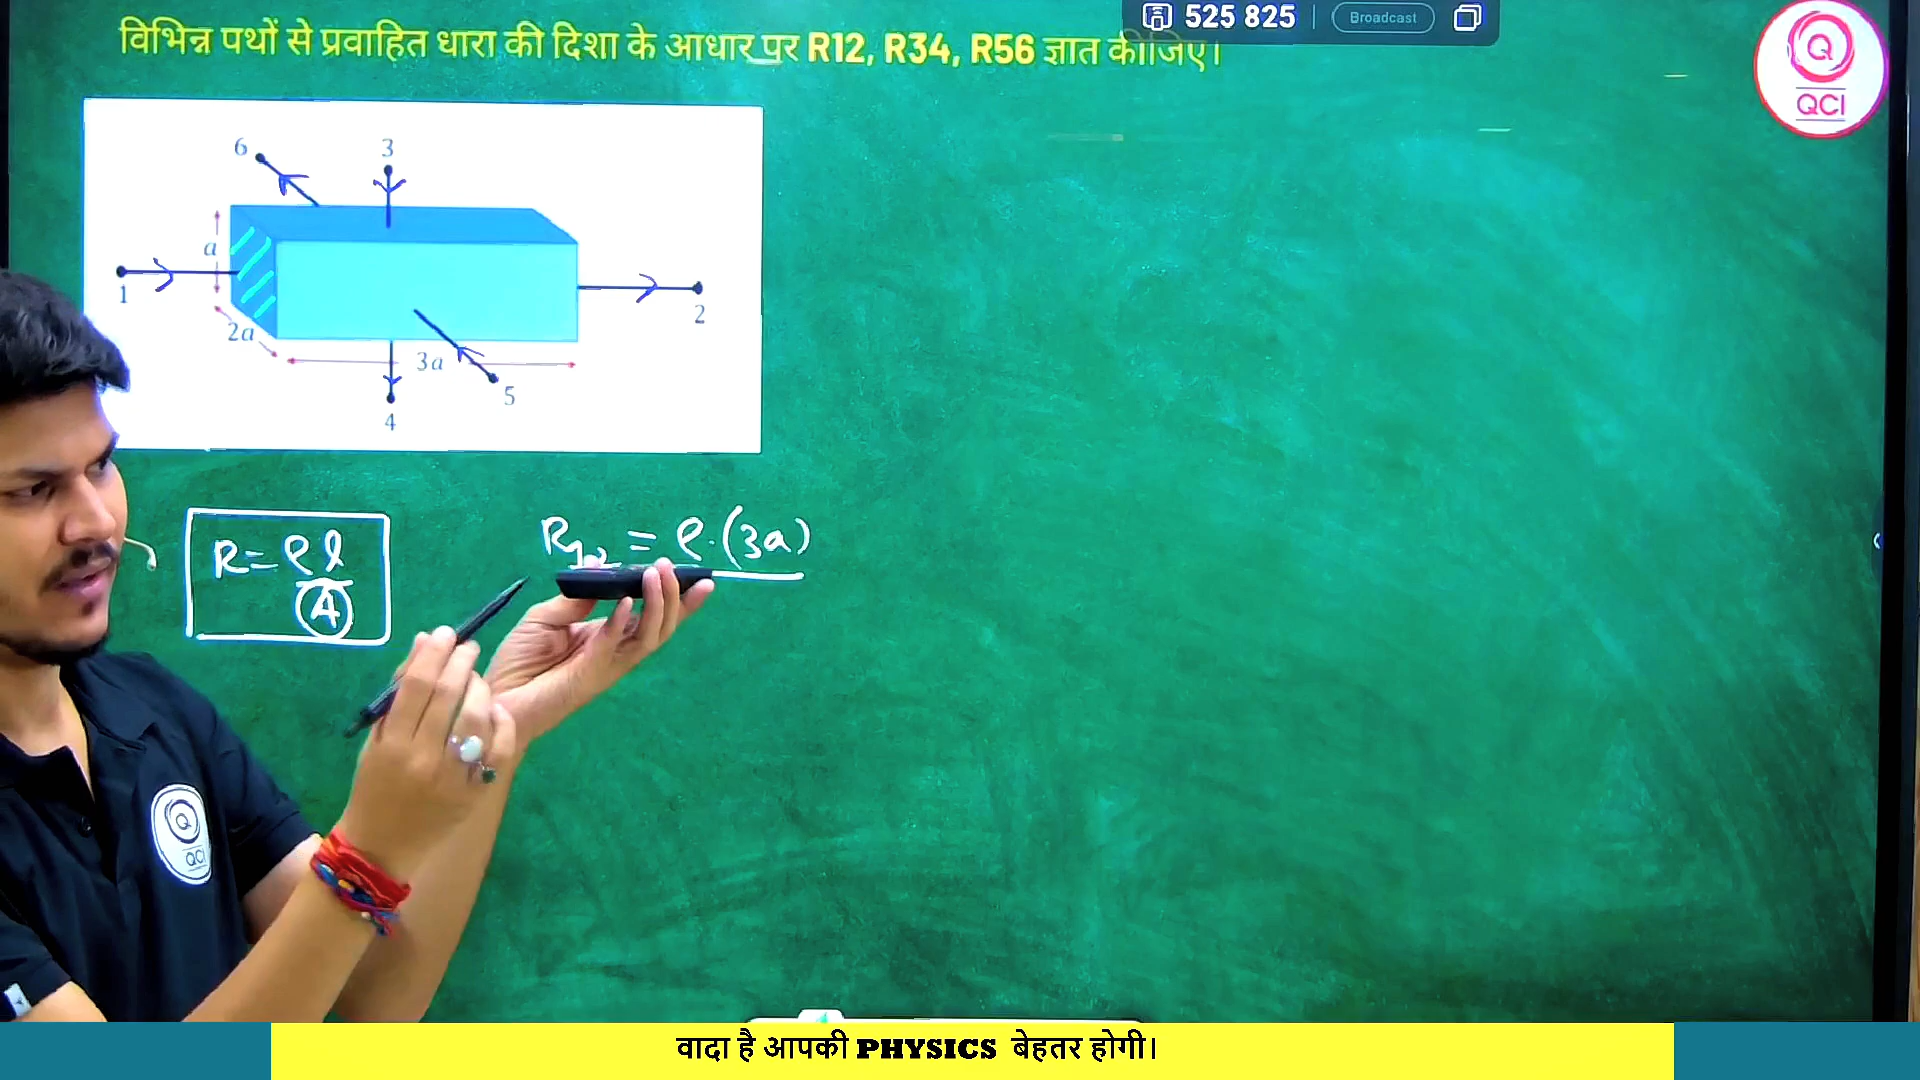 525 825 Broadcast
विभिन्न पथों से प्रवाहित धारा की दिशा के आधार पर R12, R34, R56 ज्ञात कीजिए।
Q
QCI
6
3
a
1
2
2a
3a
5
4
R = ρl
A
R12 = ρ.(3a)
Q
QCI
वादा है आपकी PHYSICS बेहतर होगी।